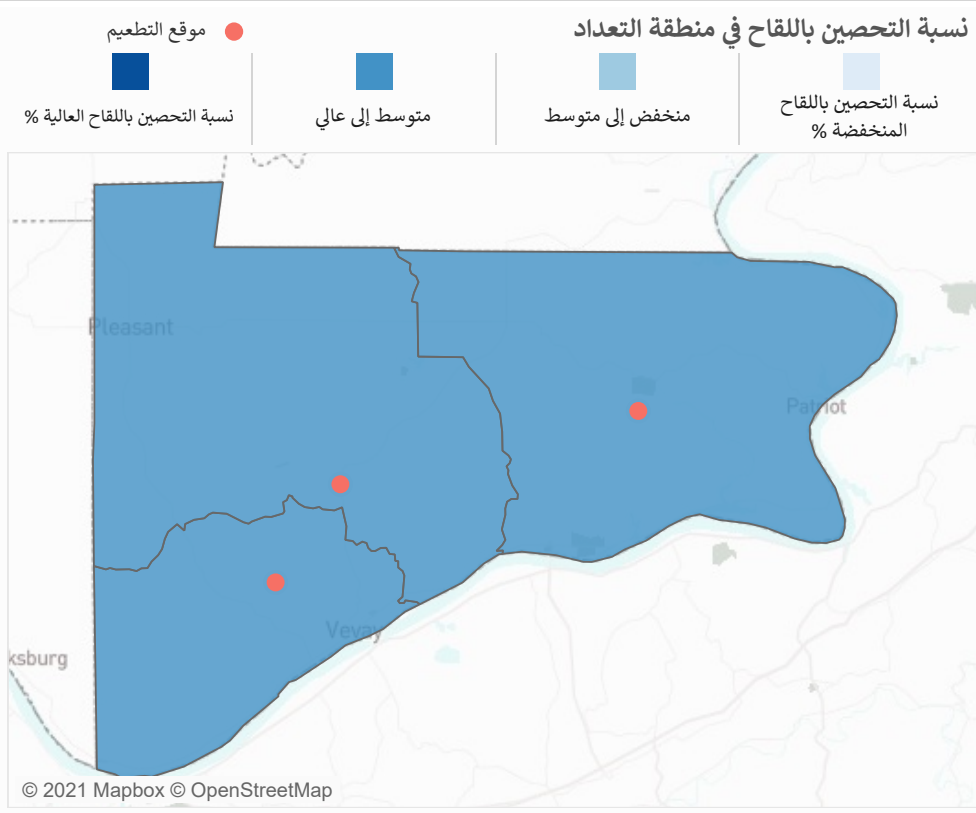 نسبة التحصين باللقاح في منطقة التعداد
موقع التطعيم
نسبة التحصين باللقاح
المنخفضة %
منخفض إلى متوسط
متوسط إلى عالي
نسبة التحصين باللقاح العالية %
Pleasant
Patriot
Vevay
ksburg
© 2021 Mapbox © OpenStreetMap